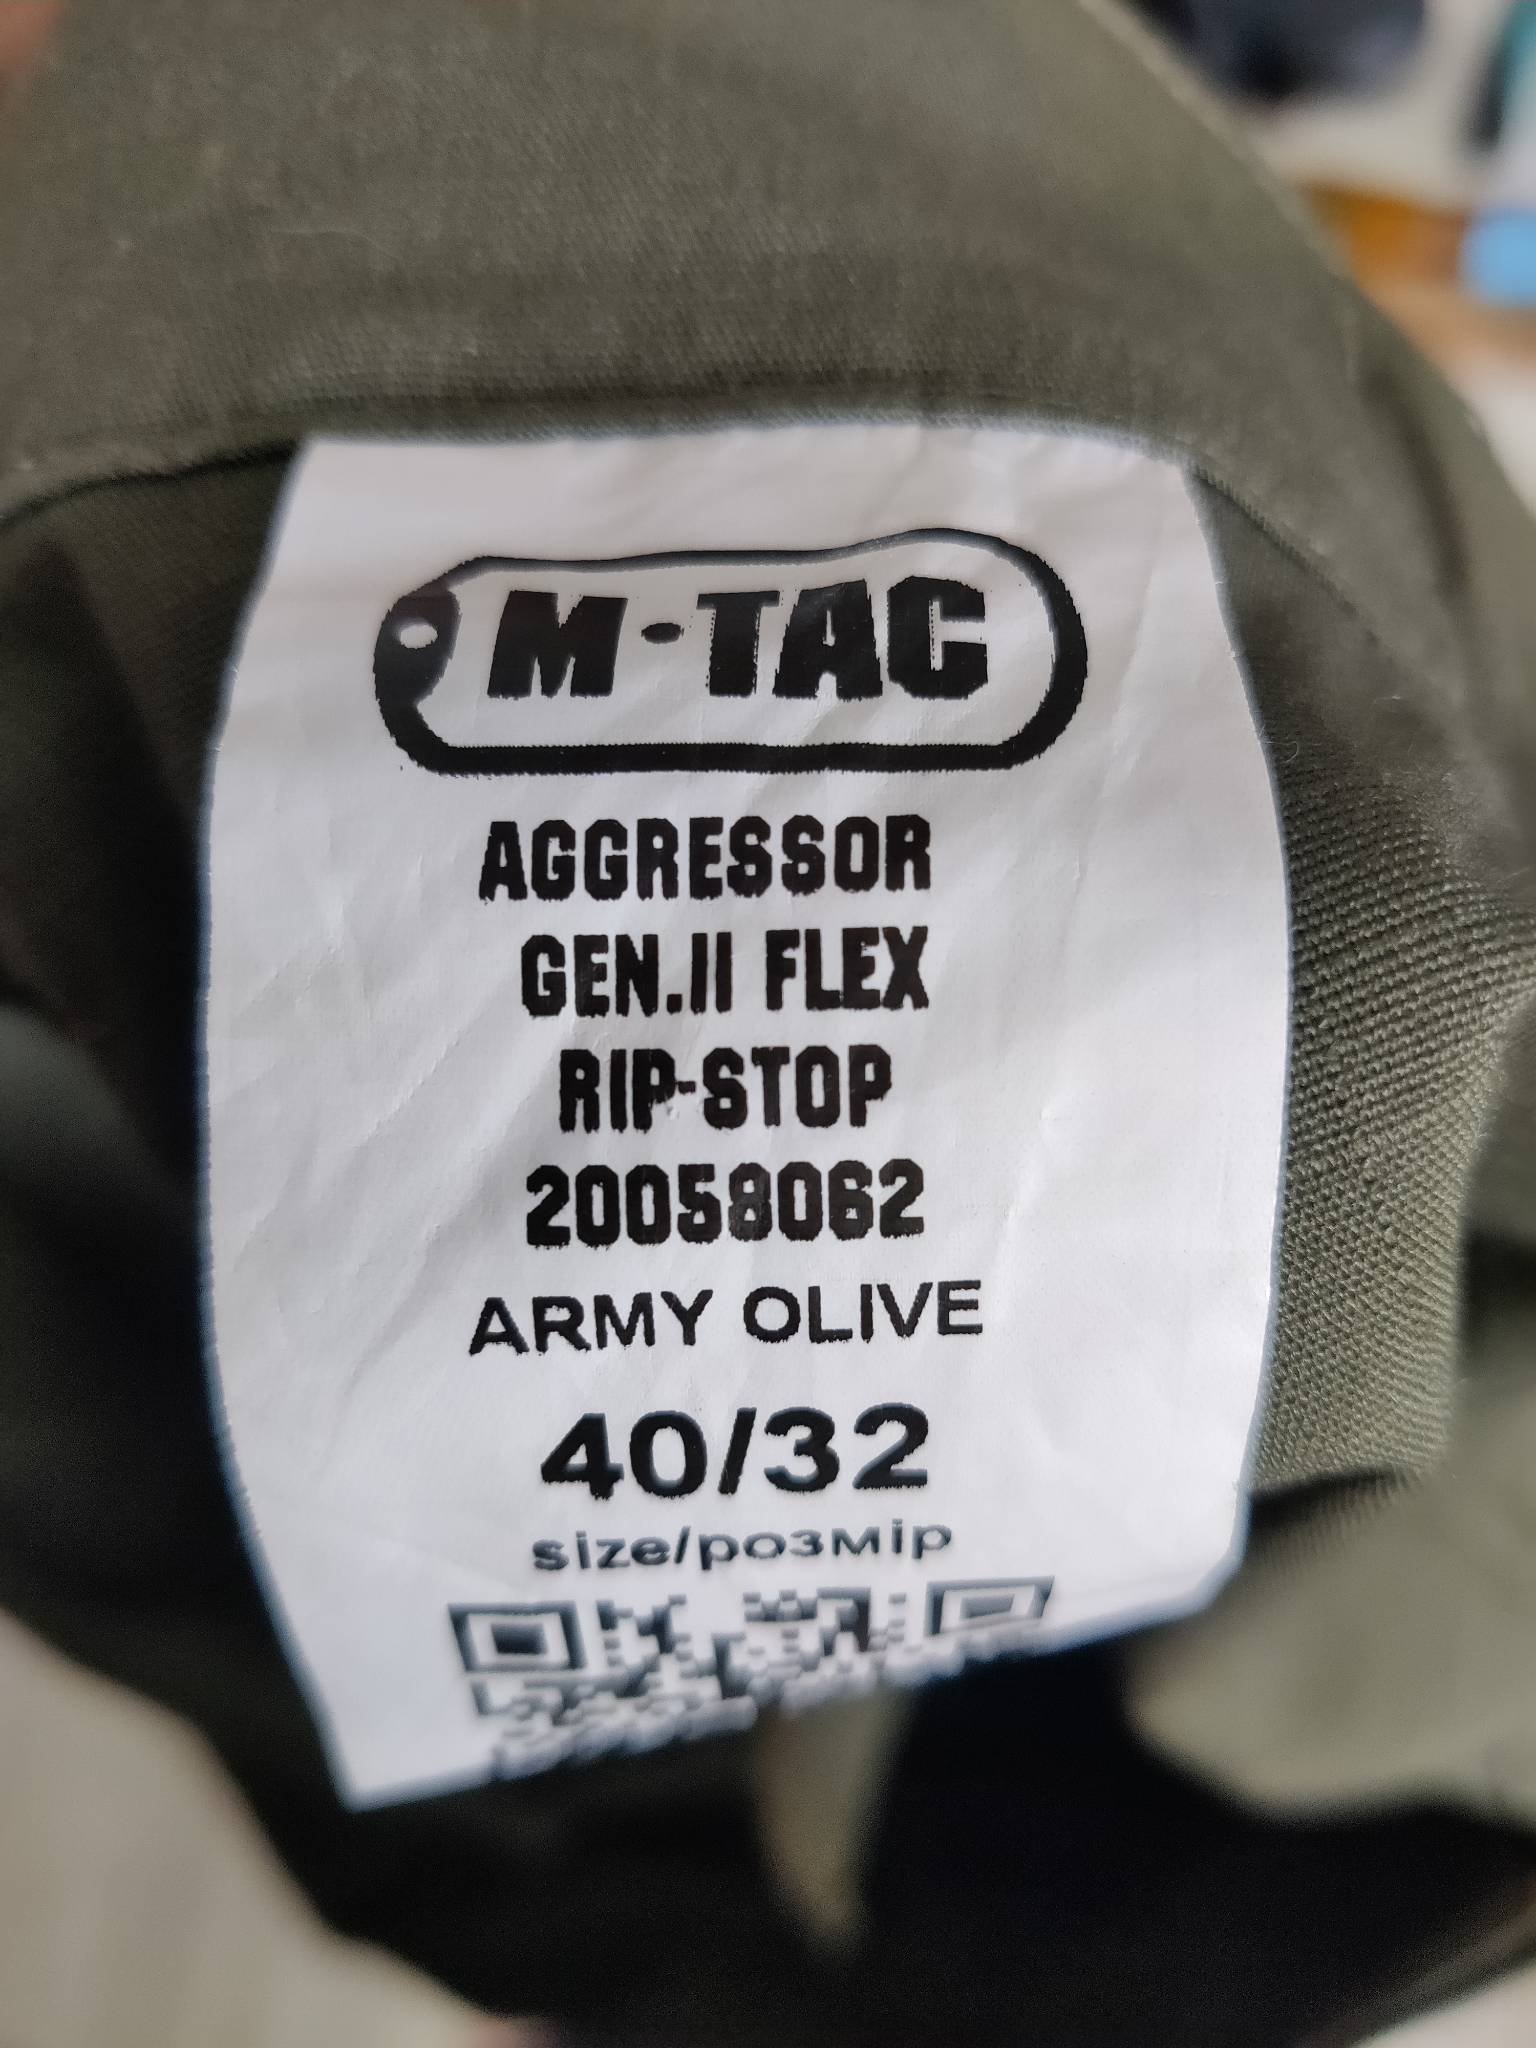 M·TAC
AGGRESSOR
GEN.II FLEX
RIP-STOP
20058062
ARMY OLIVE
40/32
size/розмір